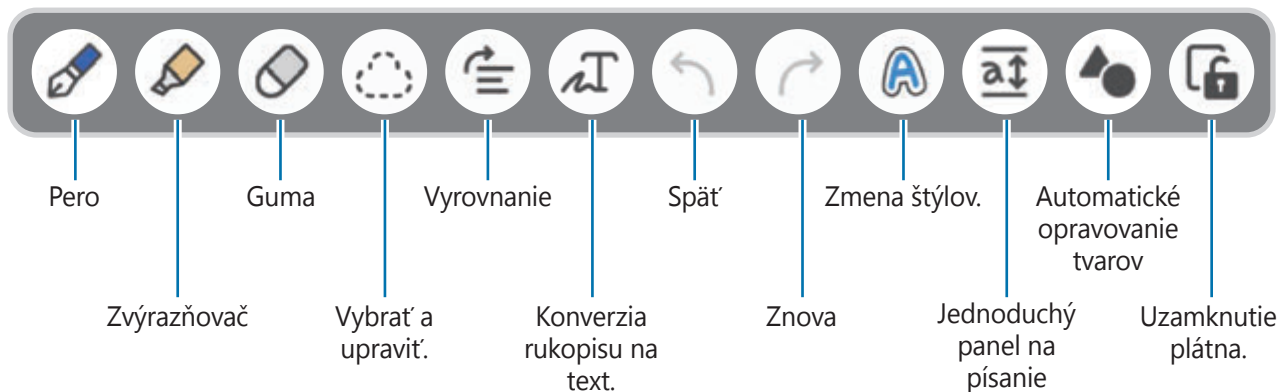 Pero
Guma
Vyrovnanie
Späť
Zmena štýlov.
Automatické
opravovanie
tvarov
Zvýrazňovač
Vybrať a
upraviť.
Konverzia
rukopisu na
text.
Znova
Jednoduchý
panel na
písanie
Uzamknutie
plátna.